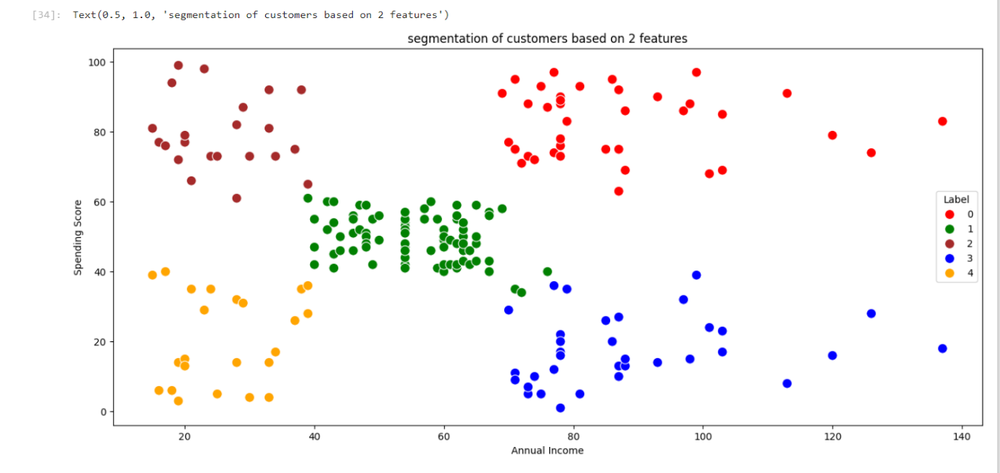 [34]: Text(0.5, 1.0, 'segmentation of customers based on 2 features')
segmentation of customers based on 2 features
100
80
60
40
20
0
Spending Score
Label
0
1
2
3
4
20 40 60 80 100 120 140
Annual Income